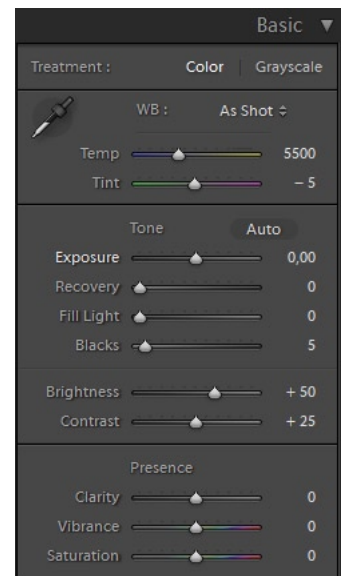 Basic ▼
Treatment : Color | Grayscale
WB : As Shot
Temp 5500
Tint – 5
Tone Auto
Exposure 0,00
Recovery 0
Fill Light 0
Blacks 5
Brightness + 50
Contrast + 25
Presence
Clarity 0
Vibrance 0
Saturation 0